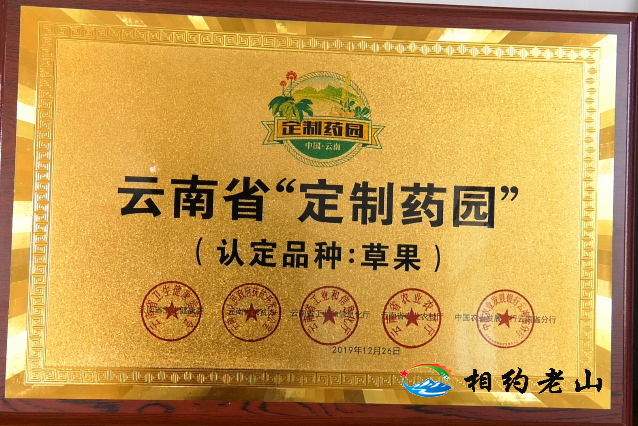 定制药园
中国·云南
云南省“定制药园”
(认定品种:草果)
2019年12月26日
相约老山